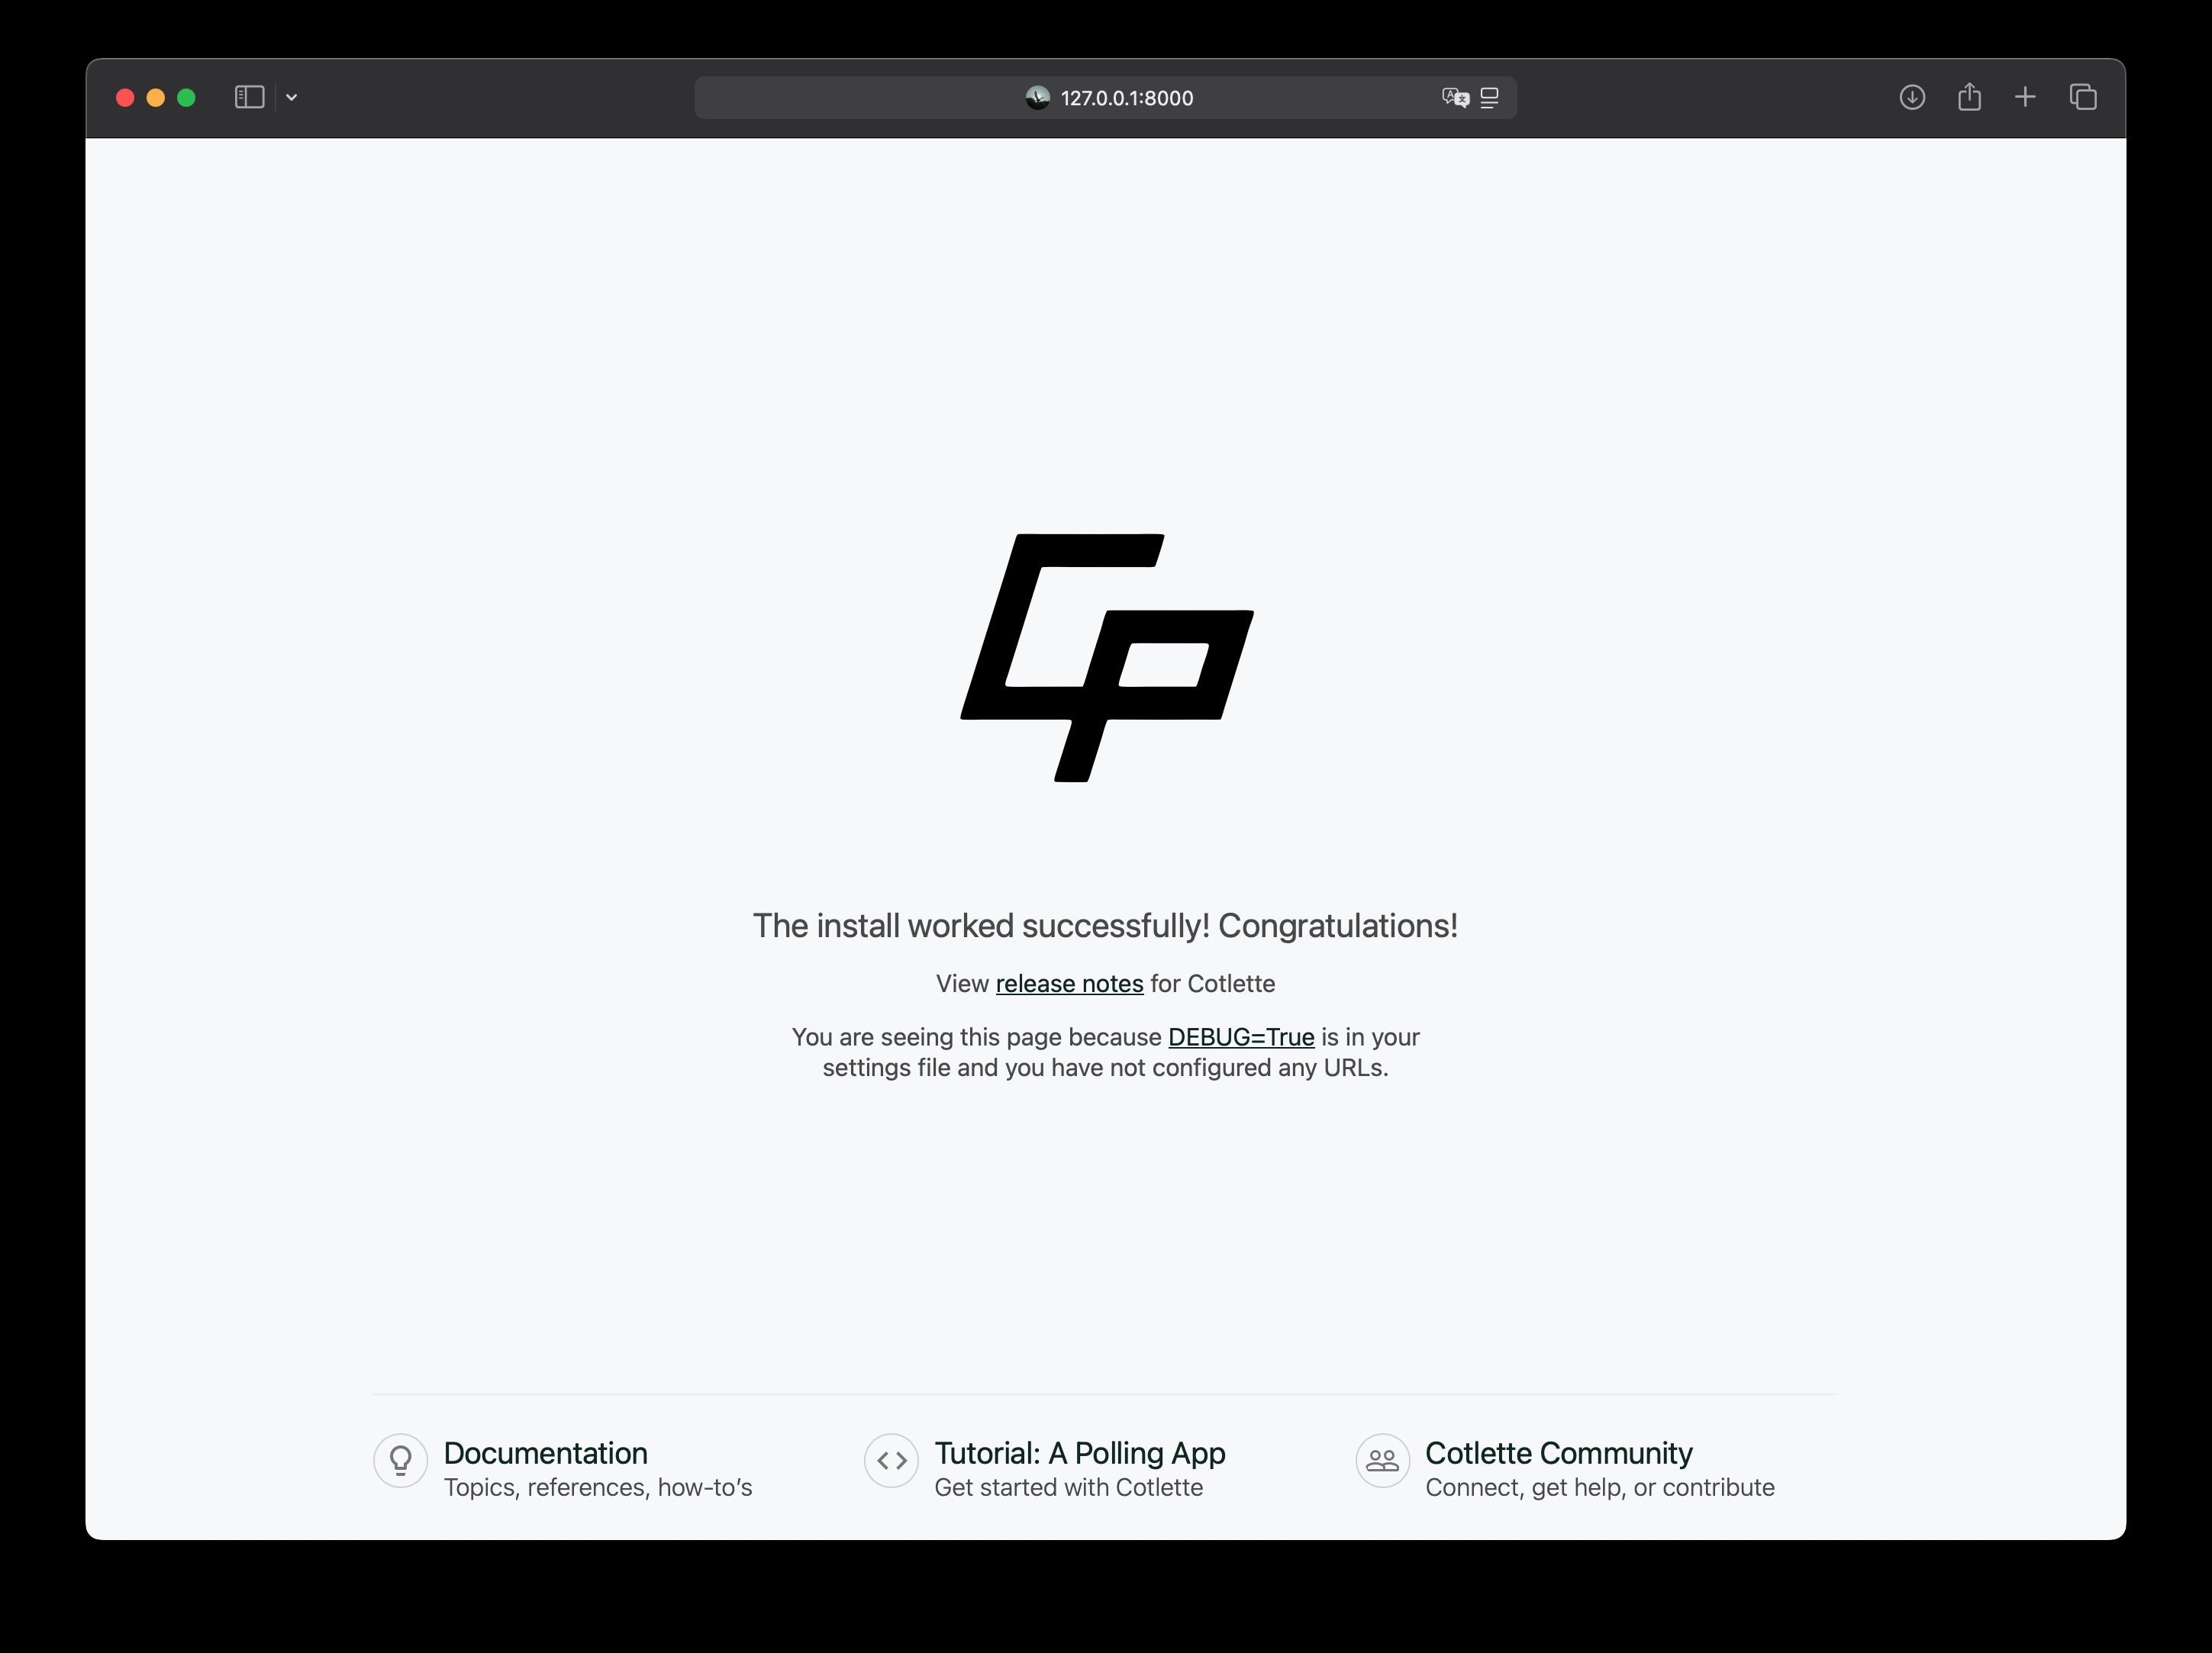 127.0.0.1:8000
The install worked successfully! Congratulations!
View release notes for Cotlette
You are seeing this page because DEBUG=True is in your
settings file and you have not configured any URLs.
Documentation
Topics, references, how-to’s
Tutorial: A Polling App
Get started with Cotlette
Cotlette Community
Connect, get help, or contribute